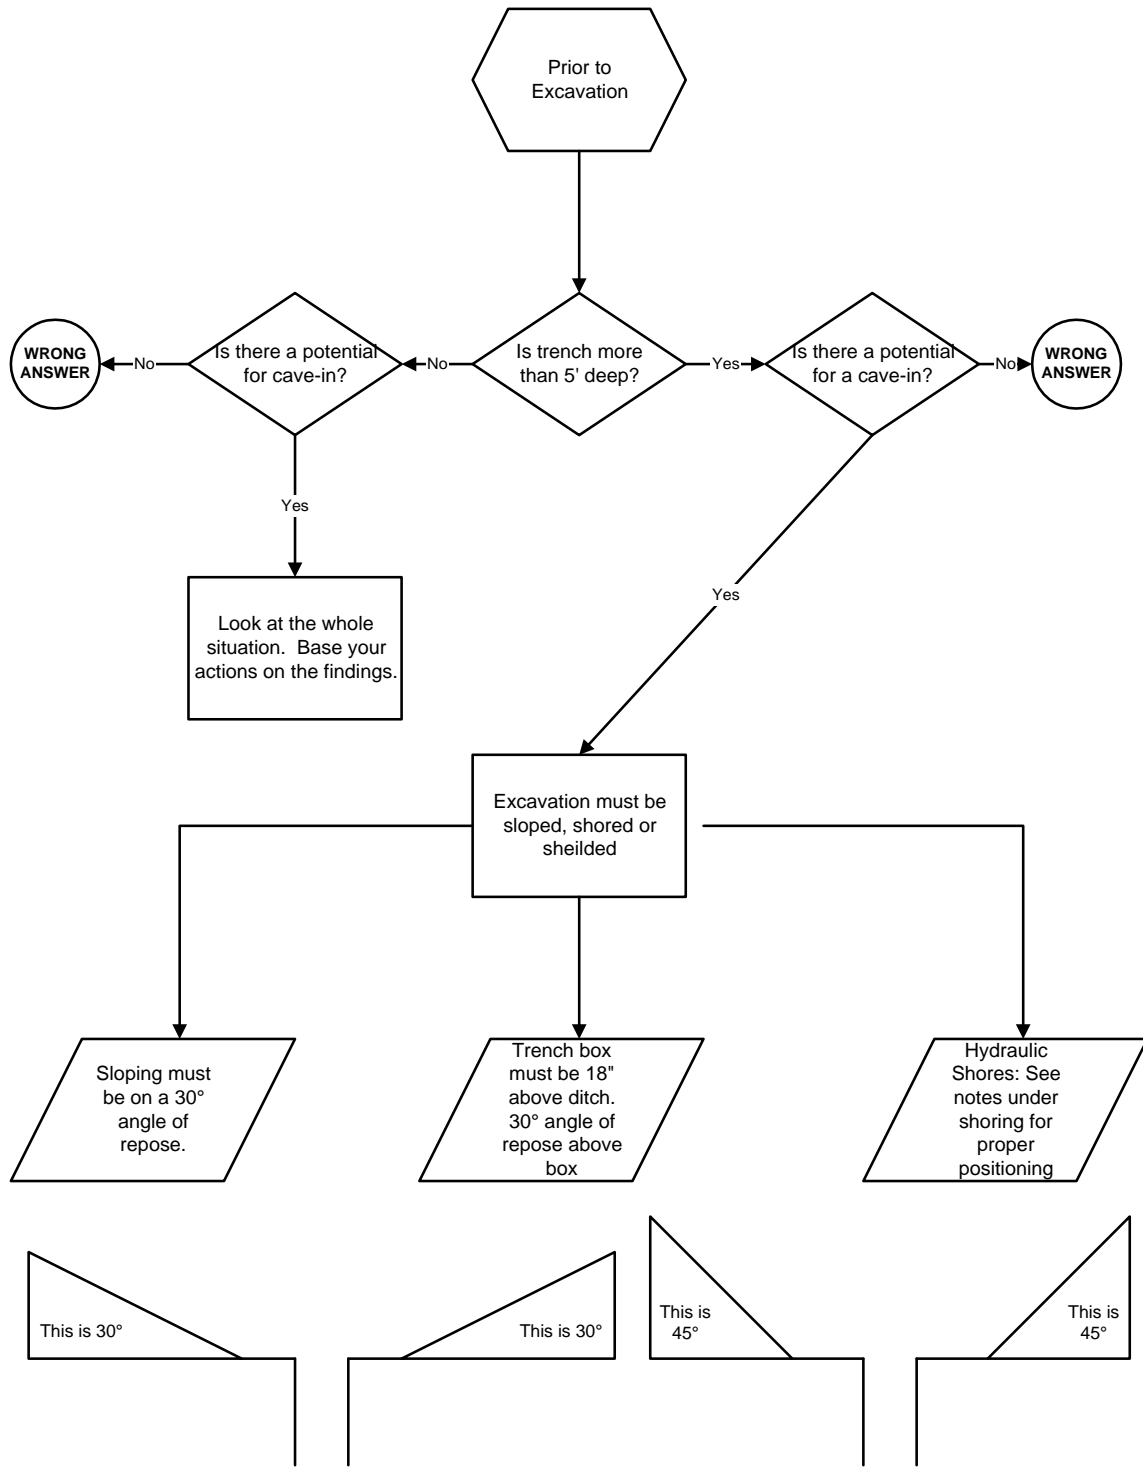 Prior to
Excavation
WRONG
ANSWER
No
Is there a potential
for cave-in?
No
Is trench more
than 5' deep?
Yes
Is there a potential
for a cave-in?
No
WRONG
ANSWER
Yes
Yes
Look at the whole
situation. Base your
actions on the findings.
Excavation must be
sloped, shored or
sheilded
Sloping must
be on a 30°
angle of
repose.
Trench box
must be 18"
above ditch.
30° angle of
repose above
box
Hydraulic
Shores: See
notes under
shoring for
proper
positioning
This is 30°
This is 30°
This is
45°
This is
45°